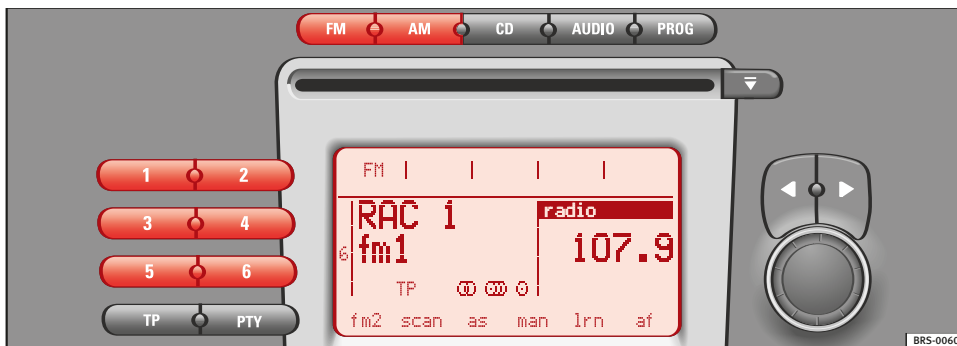 FM AM CD AUDIO PROG
1 2
3 4
5 6
TP PTY
FM
RAC 1
radio
6
fm1
107.9
TP
fm2 scan as man lrn af
BRS-0060